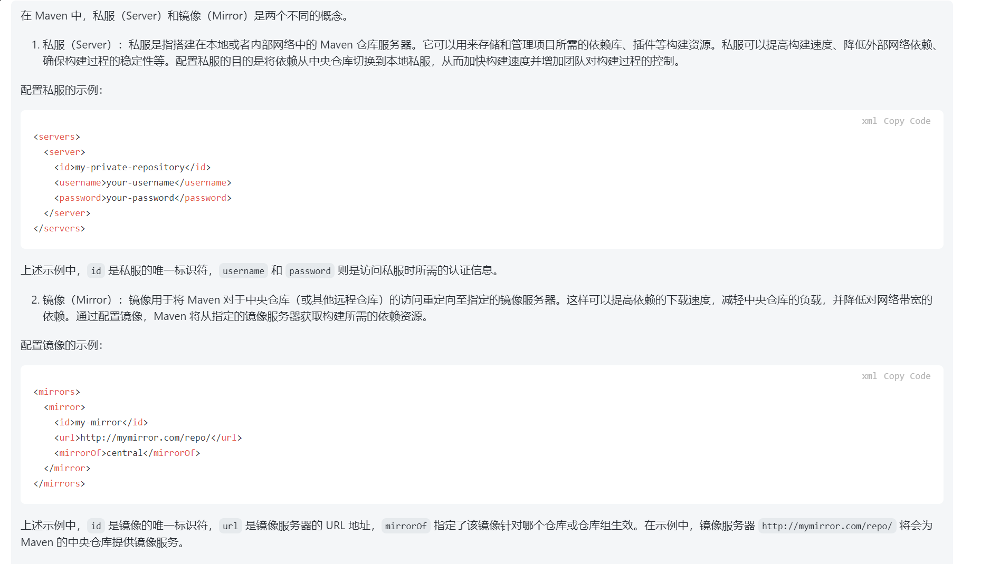 在 Maven 中，私服（Server）和镜像（Mirror）是两个不同的概念。
1. 私服（Server）：私服是指搭建在本地或者内部网络中的 Maven 仓库服务器。它可以用来存储和管理项目所需的依赖库、插件等构建资源。私服可以提高构建速度、降低外部网络依赖、
确保构建过程的稳定性等。配置私服的目的是将依赖从中央仓库切换到本地私服，从而加快构建速度并增加团队对构建过程的控制。
配置私服的示例：
xml Copy Code
<servers>
  <server>
    <id>my-private-repository</id>
    <username>your-username</username>
    <password>your-password</password>
  </server>
</servers>
上述示例中， id 是私服的唯一标识符， username 和 password 则是访问私服时所需的认证信息。
2. 镜像（Mirror）：镜像用于将 Maven 对于中央仓库（或其他远程仓库）的访问重定向至指定的镜像服务器。这样可以提高依赖的下载速度，减轻中央仓库的负载，并降低对网络带宽的
依赖。通过配置镜像，Maven 将从指定的镜像服务器获取构建所需的依赖资源。
配置镜像的示例：
xml Copy Code
<mirrors>
  <mirror>
    <id>my-mirror</id>
    <url>http://mymirror.com/repo/</url>
    <mirrorOf>central</mirrorOf>
  </mirror>
</mirrors>
上述示例中， id 是镜像的唯一标识符， url 是镜像服务器的 URL 地址， mirrorOf 指定了该镜像针对哪个仓库或仓库组生效。在示例中，镜像服务器 http://mymirror.com/repo/ 将会为
Maven 的中央仓库提供镜像服务。